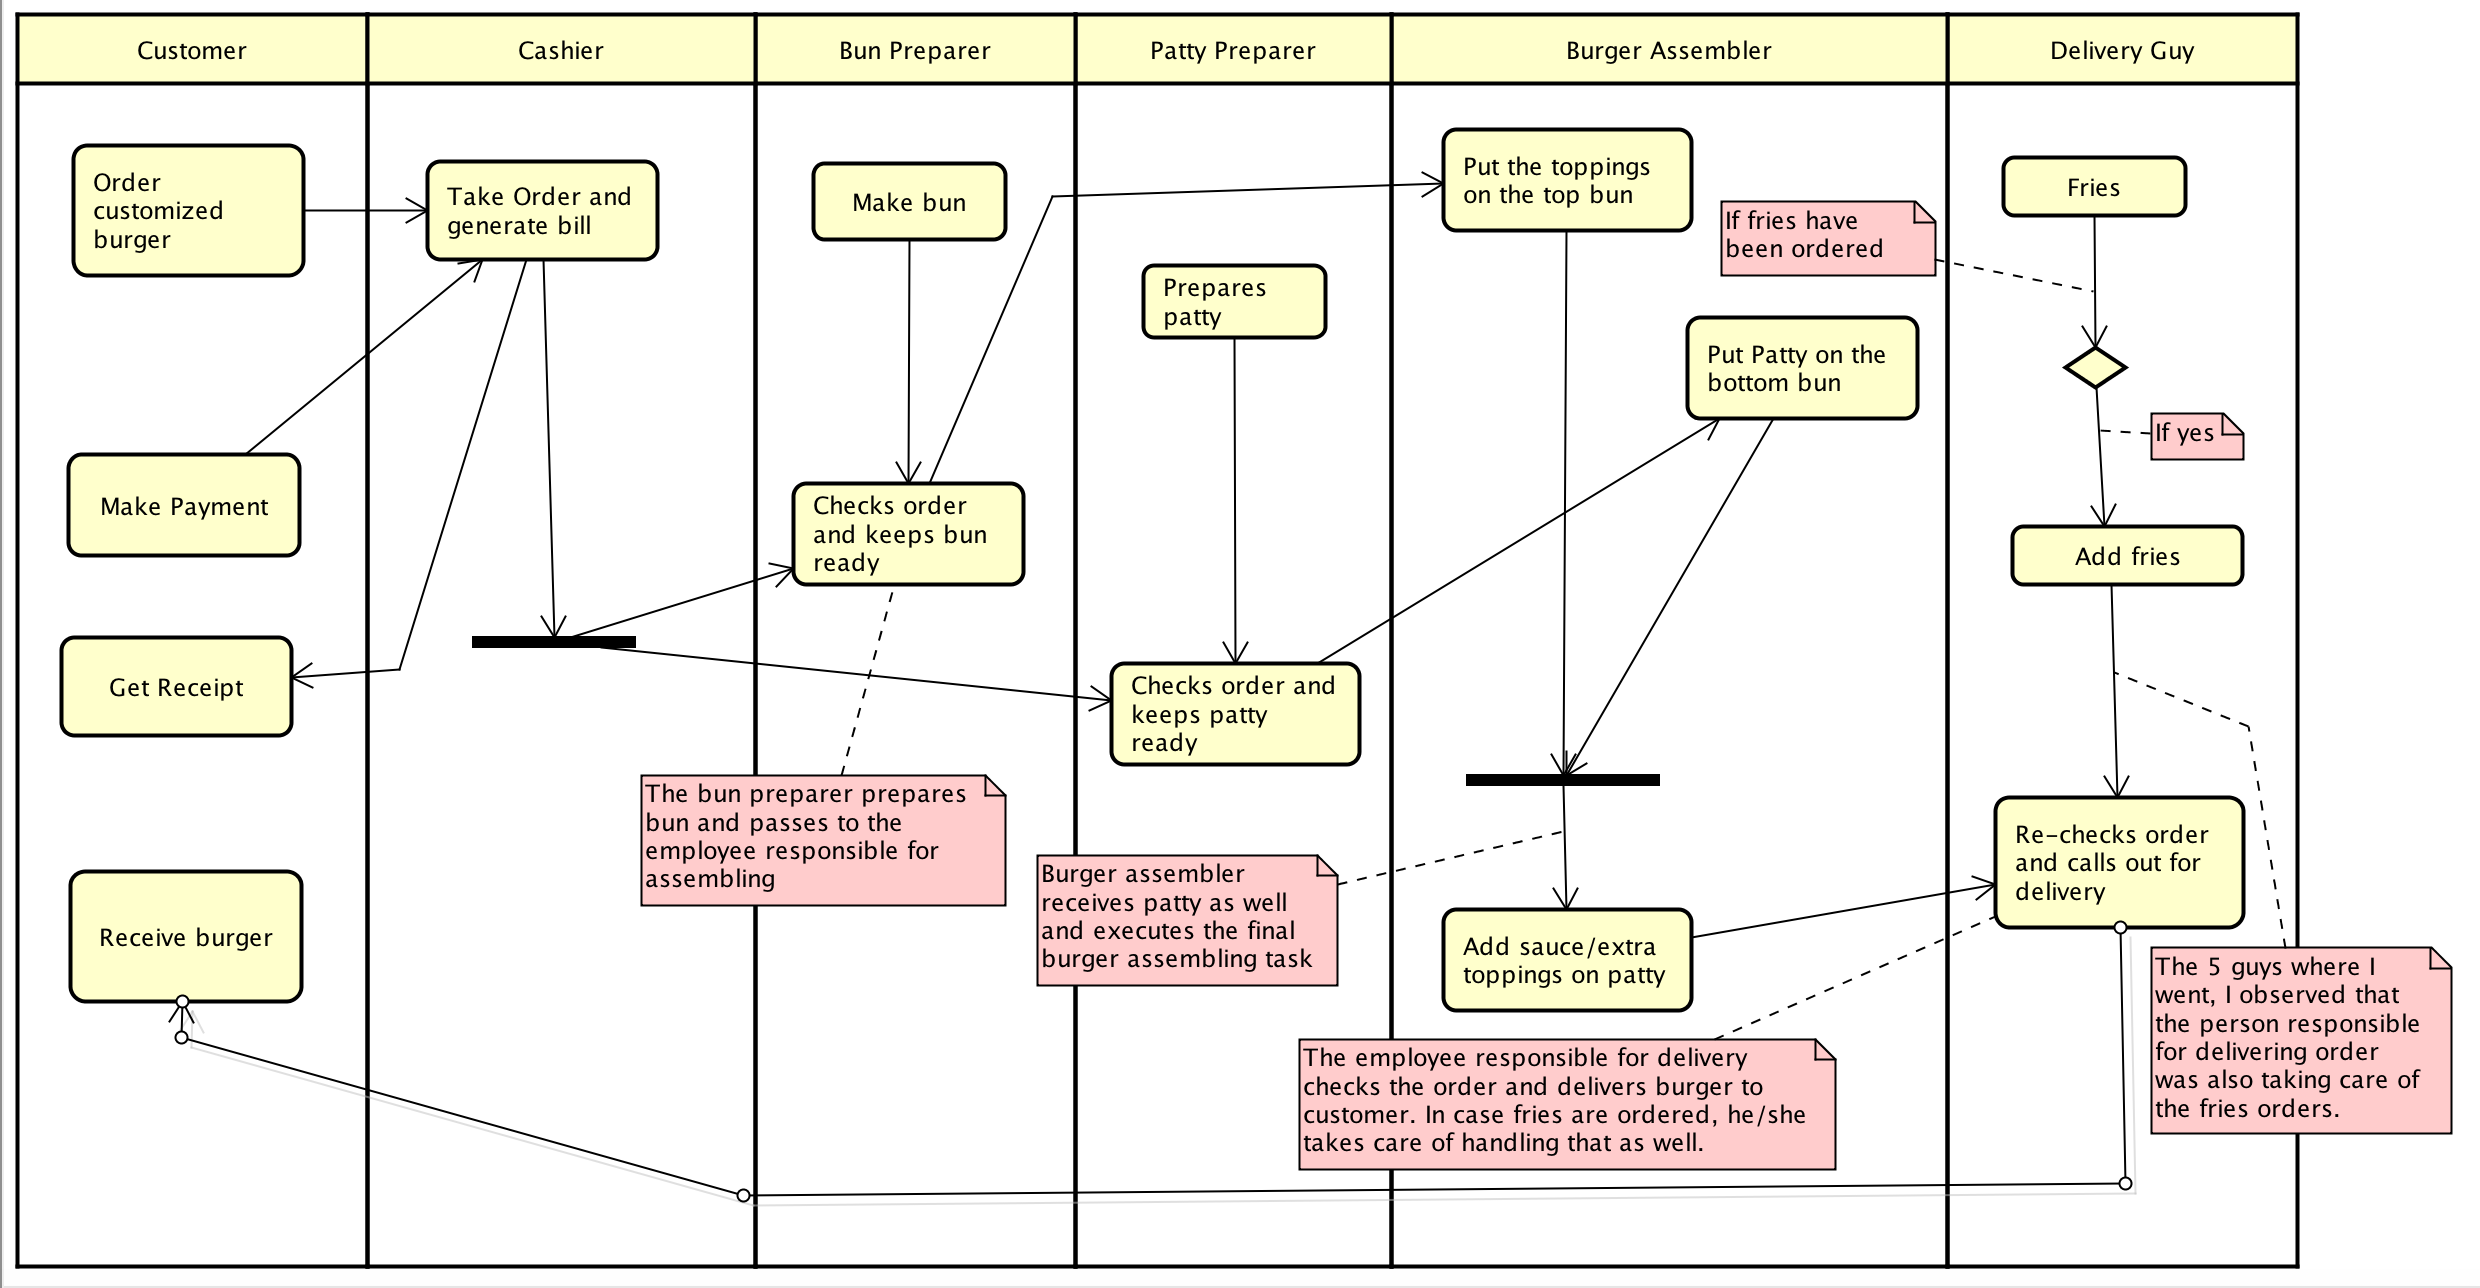 Customer
Cashier
Bun Preparer
Patty Preparer
Burger Assembler
Delivery Guy
Order
customized
burger
Take Order and
generate bill
Make bun
Put the toppings
on the top bun
Fries
If fries have
been ordered
Prepares
patty
Put Patty on the
bottom bun
If yes
Make Payment
Checks order
and keeps bun
ready
Add fries
Get Receipt
Checks order and
keeps patty
ready
The bun preparer prepares
bun and passes to the
employee responsible for
assembling
Burger assembler
receives patty as well
and executes the final
burger assembling task
Re-checks order
and calls out for
delivery
Receive burger
Add sauce/extra
toppings on patty
The 5 guys where I
went, I observed that
the person responsible
for delivering order
was also taking care of
the fries orders.
The employee responsible for delivery
checks the order and delivers burger to
customer. In case fries are ordered, he/she
takes care of handling that as well.